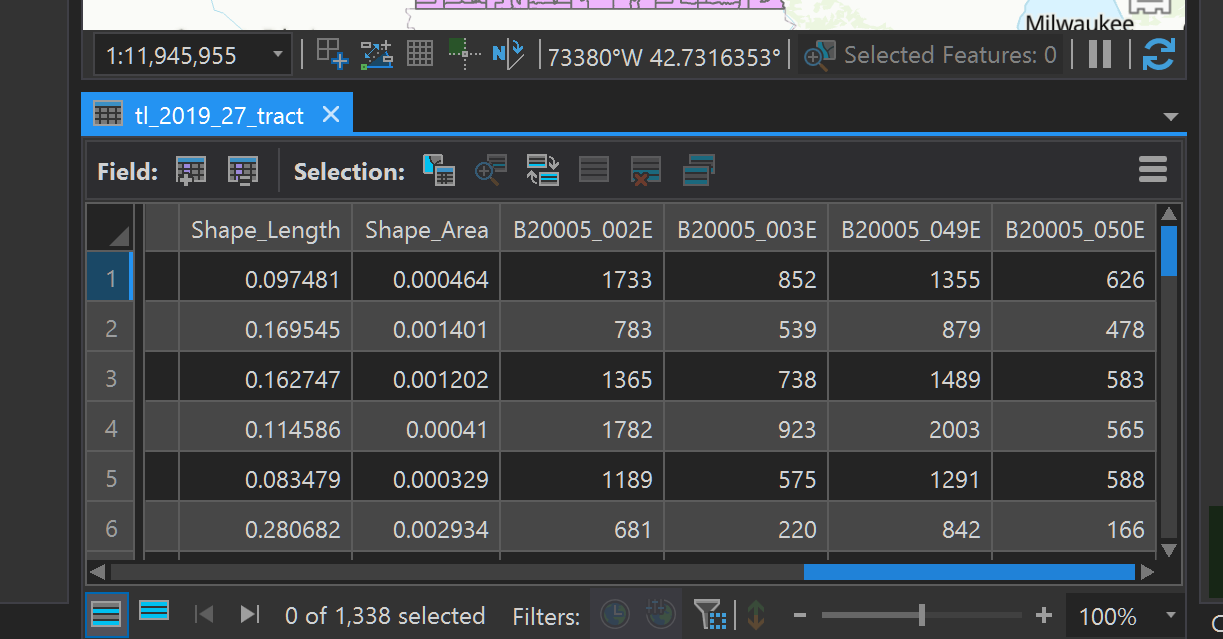 Milwaukee
1:11,945,955 N 73380°W 42.7316353° Selected Features: 0
tl_2019_27_tract
Field: Selection:
Shape_Length Shape_Area B20005_002E B20005_003E B20005_049E B20005_050E
1 0.097481 0.000464 1733 852 1355 626
2 0.169545 0.001401 783 539 879 478
3 0.162747 0.001202 1365 738 1489 583
4 0.114586 0.00041 1782 923 2003 565
5 0.083479 0.000329 1189 575 1291 588
6 0.280682 0.002934 681 220 842 166
0 of 1,338 selected Filters: 100%